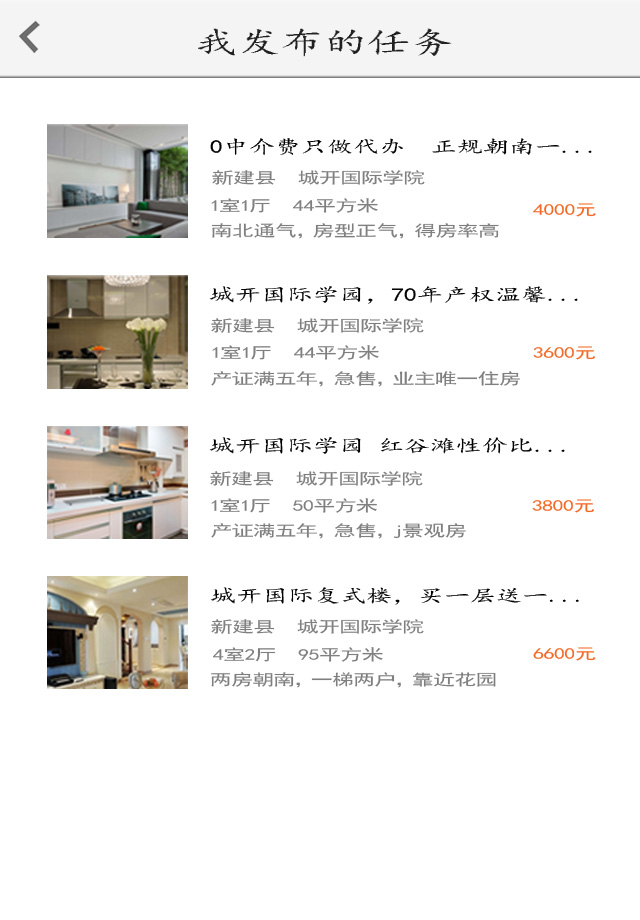 我发布的任务
0中介费只做代办 正规朝南一...
新建县 城开国际学院
1室1厅 44平方米
4000元
南北通气, 房型正气, 得房率高
城开国际学园, 70年产权温馨...
新建县 城开国际学院
1室1厅 44平方米
3600元
产证满五年, 急售, 业主唯一住房
城开国际学园 红谷滩性价比...
新建县 城开国际学院
1室1厅 50平方米
3800元
产证满五年, 急售, j景观房
城开国际复式楼, 买一层送一...
新建县 城开国际学院
4室2厅 95平方米
6600元
两房朝南, 一梯两户, 靠近花园